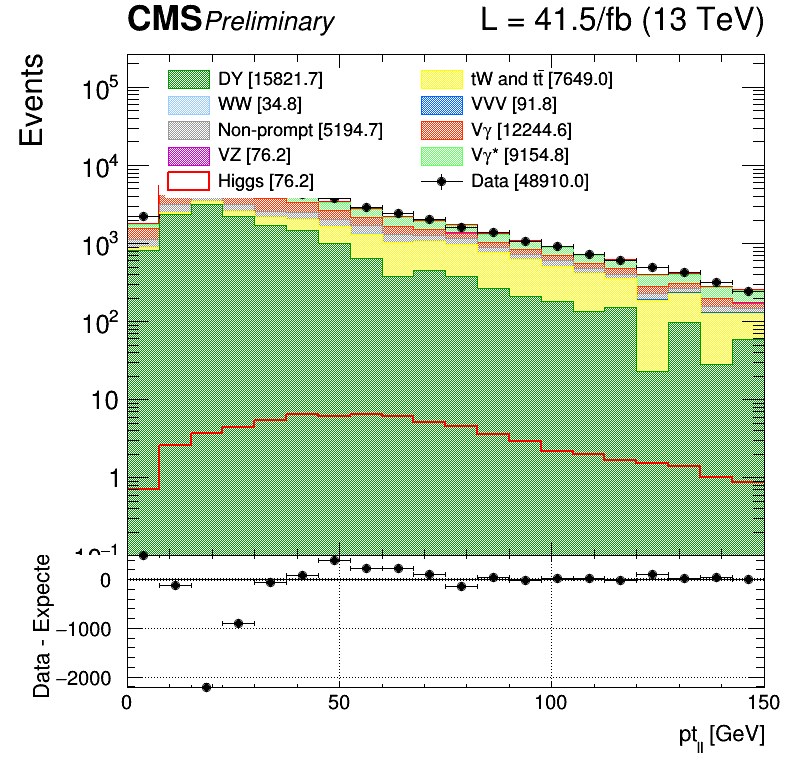 CMS Preliminary L = 41.5/fb (13 TeV)
Events
10⁵
10⁴
10³
10²
10
1
10⁻¹
DY [15821.7]
WW [34.8]
Non-prompt [5194.7]
VZ [76.2]
Higgs [76.2]
tW and tt̄ [7649.0]
VVV [91.8]
Vγ [12244.6]
Vγ* [9154.8]
Data [48910.0]
Data - Expecte
0
−1000
−2000
0 50 100 150
pt_ll [GeV]